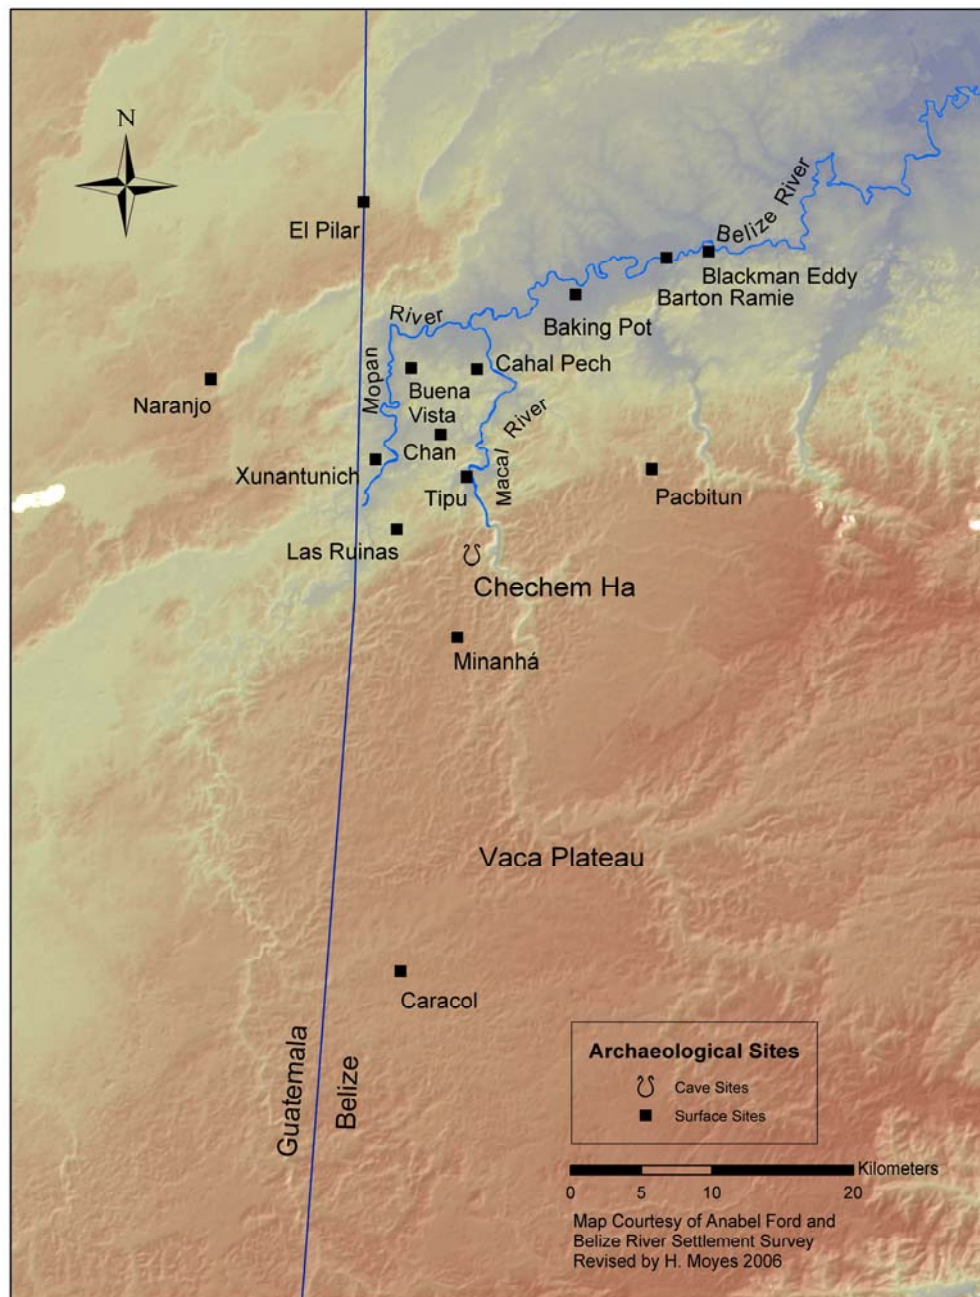 N
El Pilar
Belize River
Blackman Eddy
Barton Ramie
Baking Pot
River
Mopan
Cahal Pech
Buena
Vista
Naranjo
River
Macal
Chan
Xunantunich
Tipu
Pacbitun
Las Ruinas
Chechem Ha
Minanhá
Vaca Plateau
Caracol
Guatemala
Belize
Archaeological Sites
Cave Sites
Surface Sites
Kilometers
0 5 10 20
Map Courtesy of Anabel Ford and
Belize River Settlement Survey
Revised by H. Moyes 2006